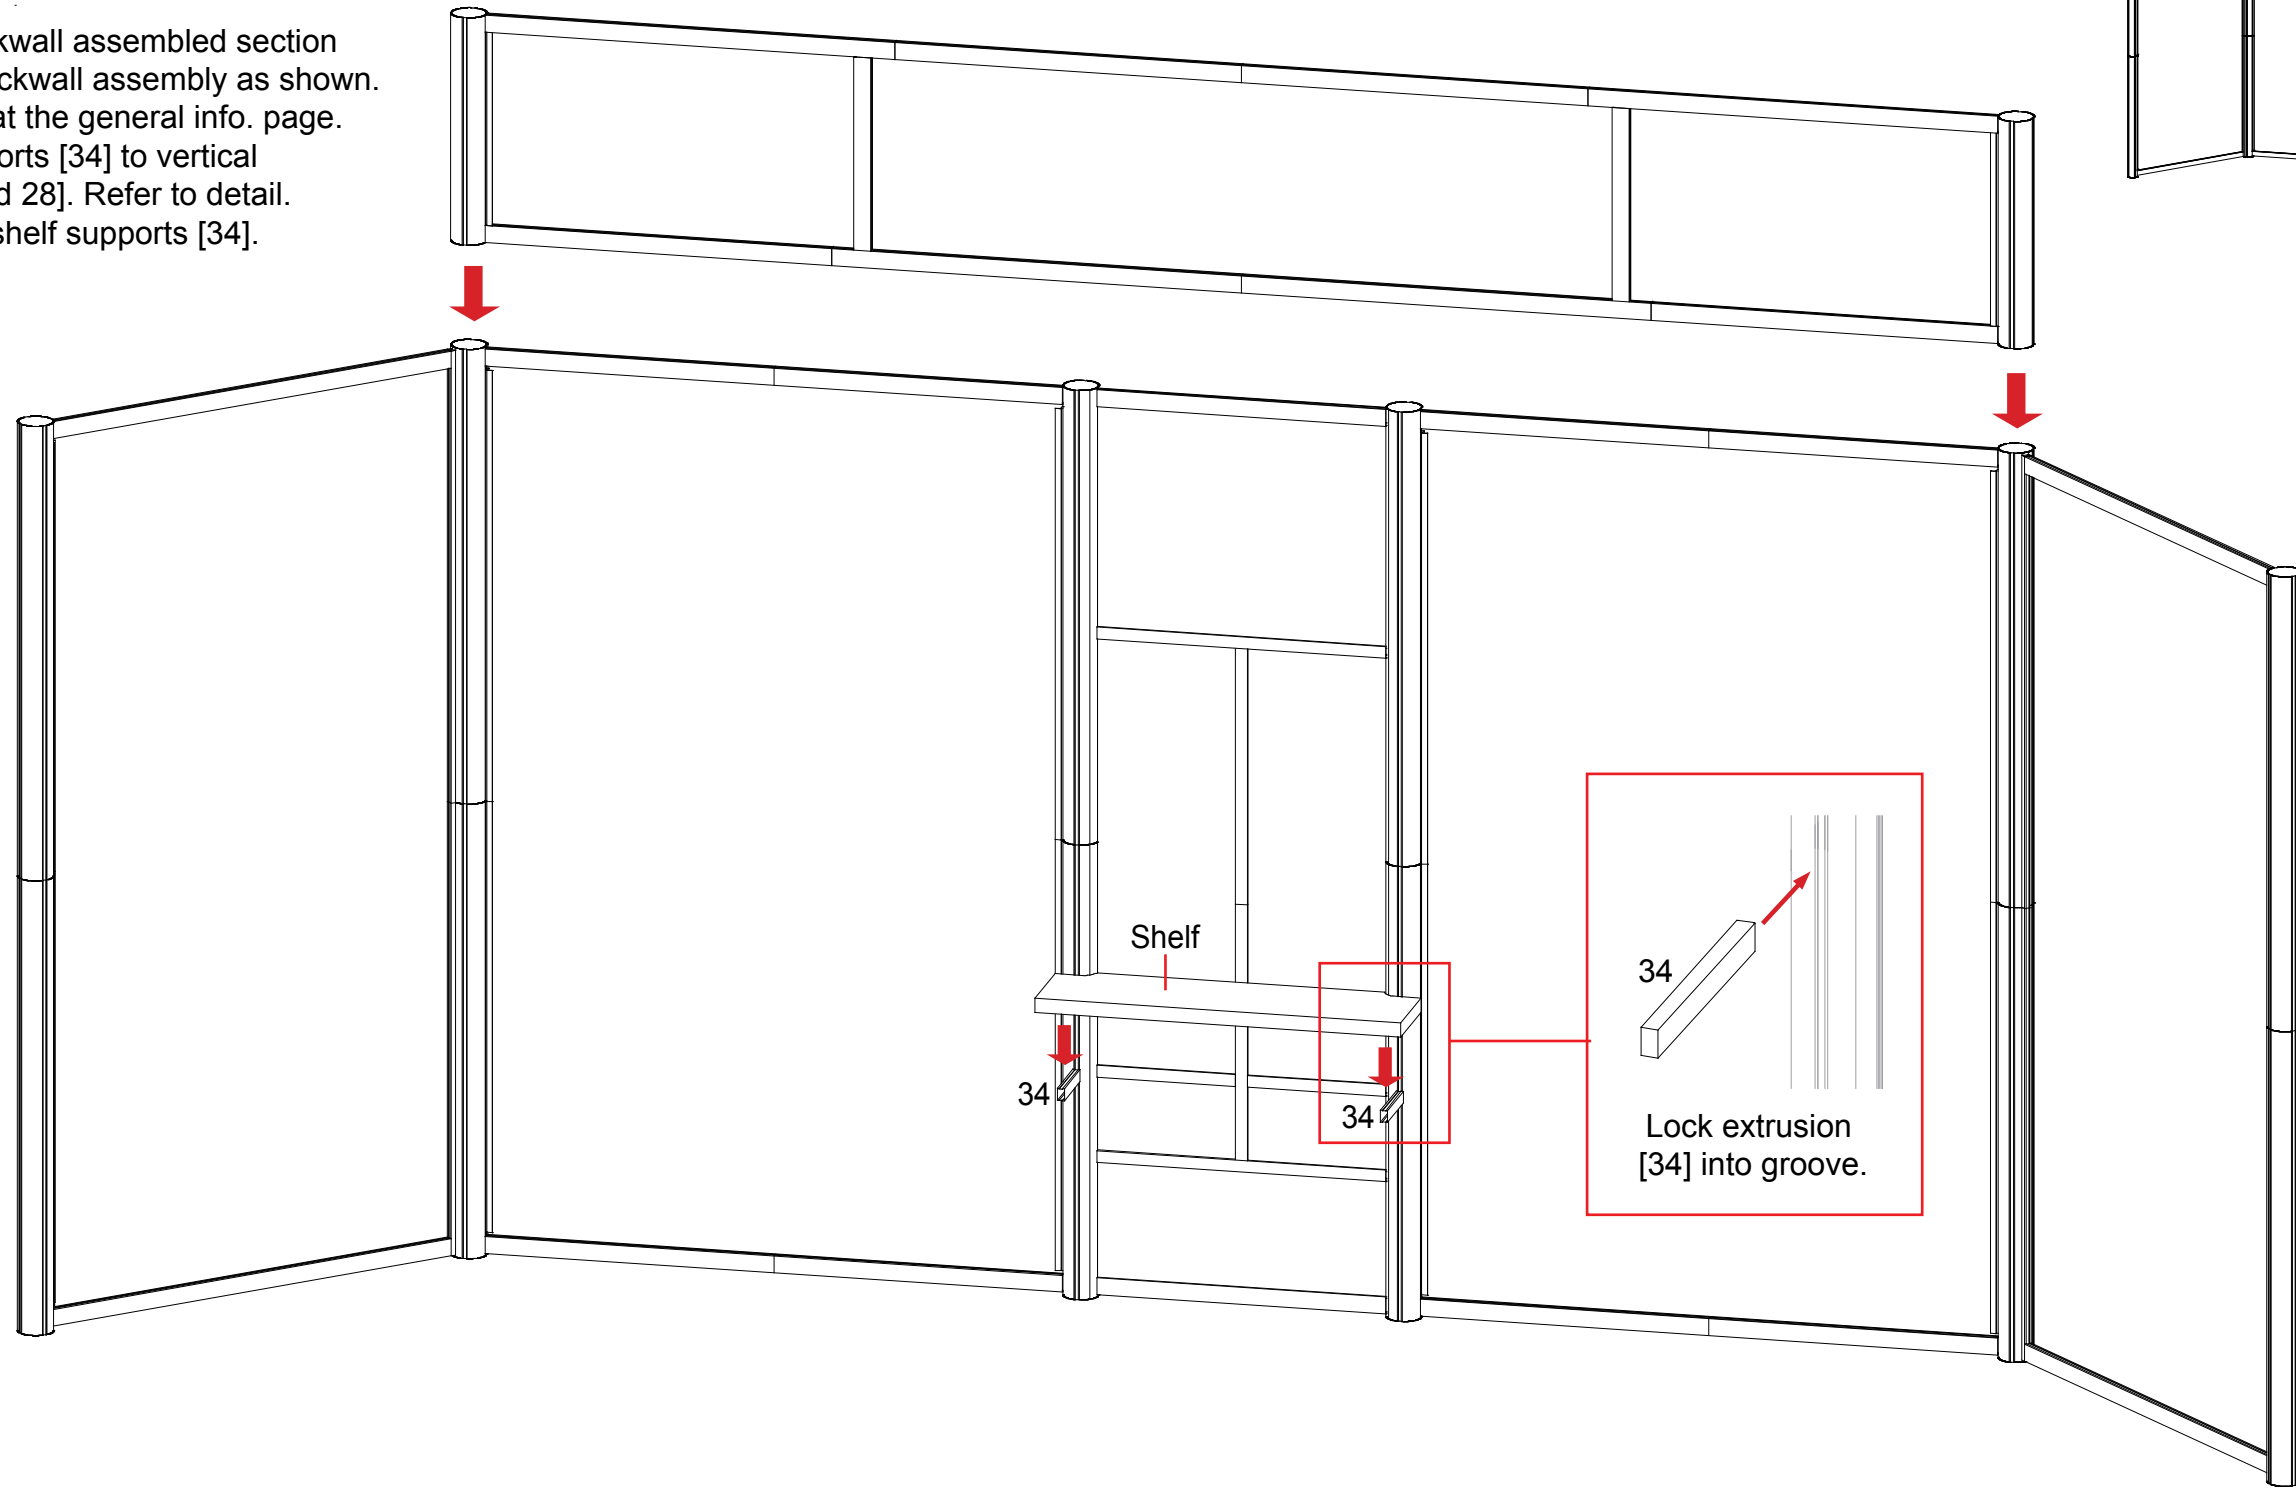 kwall assembled section
ckwall assembly as shown.
at the general info. page.
orts [34] to vertical
d 28]. Refer to detail.
shelf supports [34].
Shelf
34
34
34
Lock extrusion
[34] into groove.